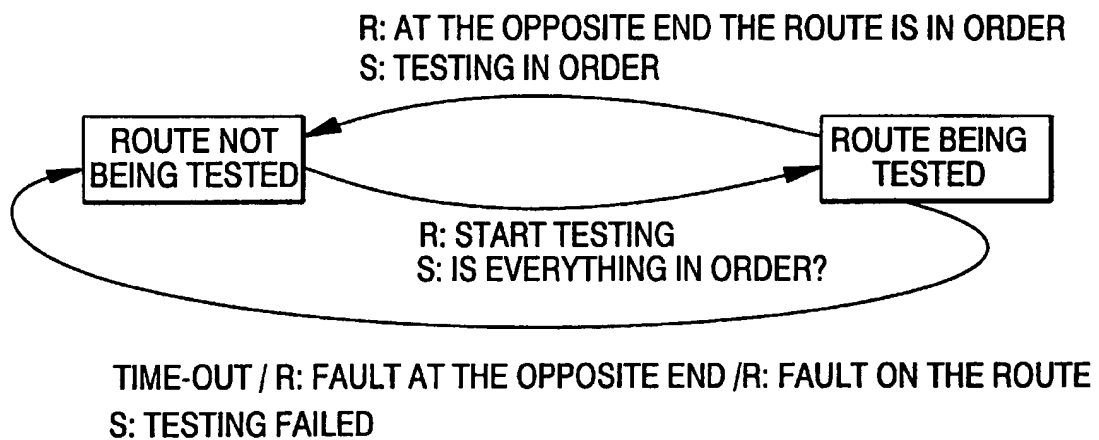 R: AT THE OPPOSITE END THE ROUTE IS IN ORDER
S: TESTING IN ORDER
ROUTE NOT
BEING TESTED
ROUTE BEING
TESTED
R: START TESTING
S: IS EVERYTHING IN ORDER?
TIME-OUT / R: FAULT AT THE OPPOSITE END /R: FAULT ON THE ROUTE
S: TESTING FAILED